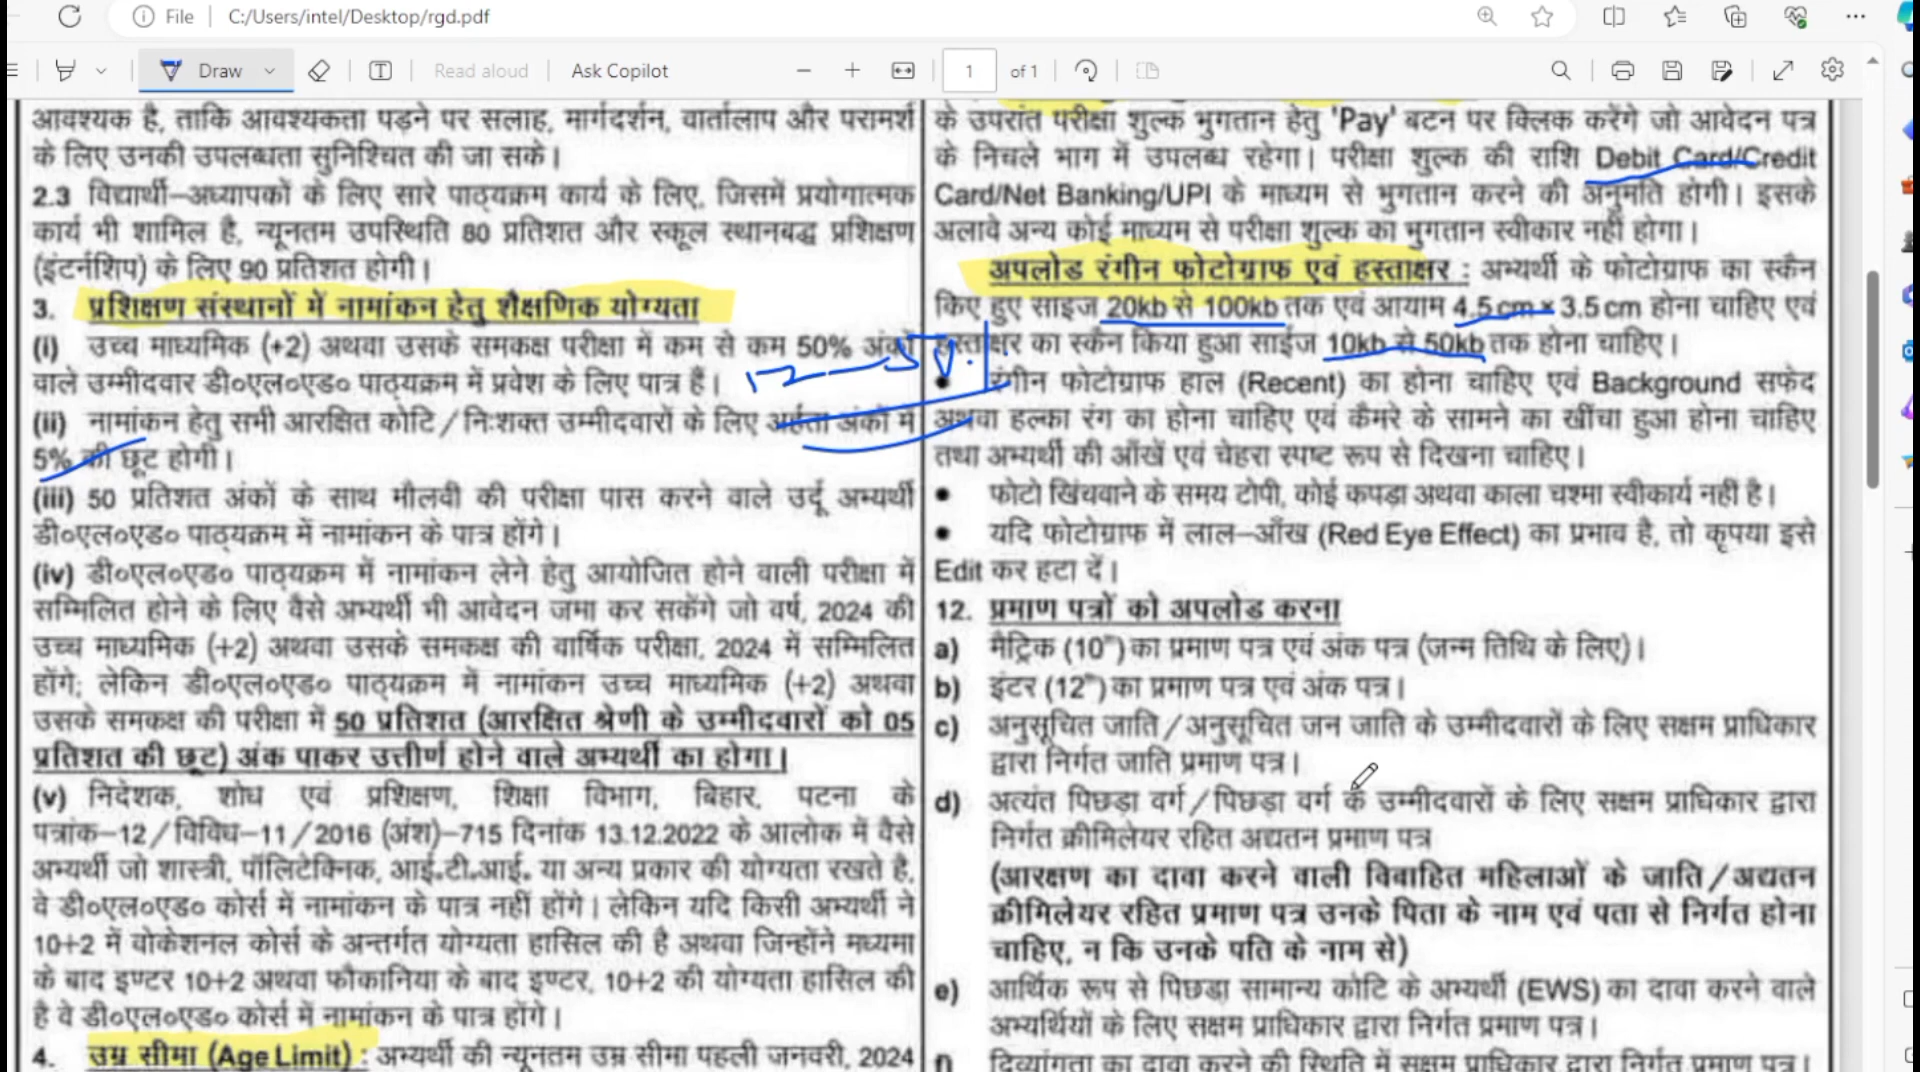 File
C:/Users/intel/Desktop/rgd.pdf
Draw
Read aloud
Ask Copilot
1
of 1
आवश्यक है, ताकि आवश्यकता पड़ने पर सलाह, मार्गदर्शन, वार्तालाप और परामर्श
के लिए उनकी उपलब्धता सुनिश्चित की जा सके।
2.3 विद्यार्थी–अध्यापकों के लिए सारे पाठ्यक्रम कार्य के लिए, जिसमें प्रयोगात्मक
कार्य भी शामिल है, न्यूनतम उपस्थिति 80 प्रतिशत और स्कूल स्थानबद्ध प्रशिक्षण
(इंटर्नशिप) के लिए 90 प्रतिशत होगी।
3. प्रशिक्षण संस्थानों में नामांकन हेतु शैक्षणिक योग्यता
(i) उच्च माध्यमिक (+2) अथवा उसके समकक्ष परीक्षा में कम से कम 50% अंकों
वाले उम्मीदवार डी०एल०एड० पाठ्यक्रम में प्रवेश के लिए पात्र हैं।
12
(ii) नामांकन हेतु सभी आरक्षित कोटि/निःशक्त उम्मीदवारों के लिए अर्हता अंकों में
5% की छूट होगी।
(iii) 50 प्रतिशत अंकों के साथ मौलवी की परीक्षा पास करने वाले उर्दू अभ्यर्थी
डी०एल०एड० पाठ्यक्रम में नामांकन के पात्र होंगे।
(iv) डी०एल०एड० पाठ्यक्रम में नामांकन लेने हेतु आयोजित होने वाली परीक्षा में
सम्मिलित होने के लिए वैसे अभ्यर्थी भी आवेदन जमा कर सकेंगे जो वर्ष, 2024 की
उच्च माध्यमिक (+2) अथवा उसके समकक्ष की वार्षिक परीक्षा, 2024 में सम्मिलित
होंगे; लेकिन डी०एल०एड० पाठ्यक्रम में नामांकन उच्च माध्यमिक (+2) अथवा
उसके समकक्ष की परीक्षा में 50 प्रतिशत (आरक्षित श्रेणी के उम्मीदवारों को 05
प्रतिशत की छूट) अंक पाकर उत्तीर्ण होने वाले अभ्यर्थी का होगा।
(v) निदेशक, शोध एवं प्रशिक्षण, शिक्षा विभाग, बिहार, पटना के
पत्रांक–12/विविध–11/2016 (अंश)–715 दिनांक 13.12.2022 के आलोक में वैसे
अभ्यर्थी जो शास्त्री, पॉलिटेक्निक, आई.टी.आई. या अन्य प्रकार की योग्यता रखते है,
वे डी०एल०एड० कोर्स में नामांकन के पात्र नहीं होंगे। लेकिन यदि किसी अभ्यर्थी ने
10+2 में वोकेशनल कोर्स के अन्तर्गत योग्यता हासिल की है अथवा जिन्होंने मध्यमा
के बाद इण्टर 10+2 अथवा फौकानिया के बाद इण्टर, 10+2 की योग्यता हासिल की
है वे डी०एल०एड० कोर्स में नामांकन के पात्र होंगे।
4. उम्र सीमा (Age Limit) : अभ्यर्थी की न्यूनतम उम्र सीमा पहली जनवरी, 2024
के उपरांत परीक्षा शुल्क भुगतान हेतु 'Pay' बटन पर क्लिक करेंगे जो आवेदन पत्र
के निचले भाग में उपलब्ध रहेगा। परीक्षा शुल्क की राशि Debit Card/Credit
Card/Net Banking/UPI के माध्यम से भुगतान करने की अनुमति होगी। इसके
अलावे अन्य कोई माध्यम से परीक्षा शुल्क का भुगतान स्वीकार नहीं होगा।
अपलोड रंगीन फोटोग्राफ एवं हस्ताक्षर : अभ्यर्थी के फोटोग्राफ का स्कैन
किए हुए साइज 20kb से 100kb तक एवं आयाम 4.5 cm × 3.5 cm होना चाहिए एवं
हस्ताक्षर का स्कैन किया हुआ साईज 10kb से 50kb तक होना चाहिए।
• रंगीन फोटोग्राफ हाल (Recent) का होना चाहिए एवं Background सफेद
अथवा हल्का रंग का होना चाहिए एवं कैमरे के सामने का खींचा हुआ होना चाहिए
तथा अभ्यर्थी की आँखें एवं चेहरा स्पष्ट रूप से दिखना चाहिए।
• फोटो खिंचवाने के समय टोपी, कोई कपड़ा अथवा काला चश्मा स्वीकार्य नहीं है।
• यदि फोटोग्राफ में लाल–आँख (Red Eye Effect) का प्रभाव है, तो कृपया इसे
Edit कर हटा दें।
12. प्रमाण पत्रों को अपलोड करना
a) मैट्रिक (10th) का प्रमाण पत्र एवं अंक पत्र (जन्म तिथि के लिए)।
b) इंटर (12th) का प्रमाण पत्र एवं अंक पत्र।
c) अनुसूचित जाति/अनुसूचित जन जाति के उम्मीदवारों के लिए सक्षम प्राधिकार
द्वारा निर्गत जाति प्रमाण पत्र।
d) अत्यंत पिछड़ा वर्ग/पिछड़ा वर्ग के उम्मीदवारों के लिए सक्षम प्राधिकार द्वारा
निर्गत क्रीमिलेयर रहित अद्यतन प्रमाण पत्र
(आरक्षण का दावा करने वाली विवाहित महिलाओं के जाति/अद्यतन
क्रीमिलेयर रहित प्रमाण पत्र उनके पिता के नाम एवं पता से निर्गत होना
चाहिए, न कि उनके पति के नाम से)
e) आर्थिक रूप से पिछड़ा सामान्य कोटि के अभ्यर्थी (EWS) का दावा करने वाले
अभ्यर्थियों के लिए सक्षम प्राधिकार द्वारा निर्गत प्रमाण पत्र।
f) दिव्यांगता का दावा करने की स्थिति में सक्षम प्राधिकार द्वारा निर्गत प्रमाण पत्र।